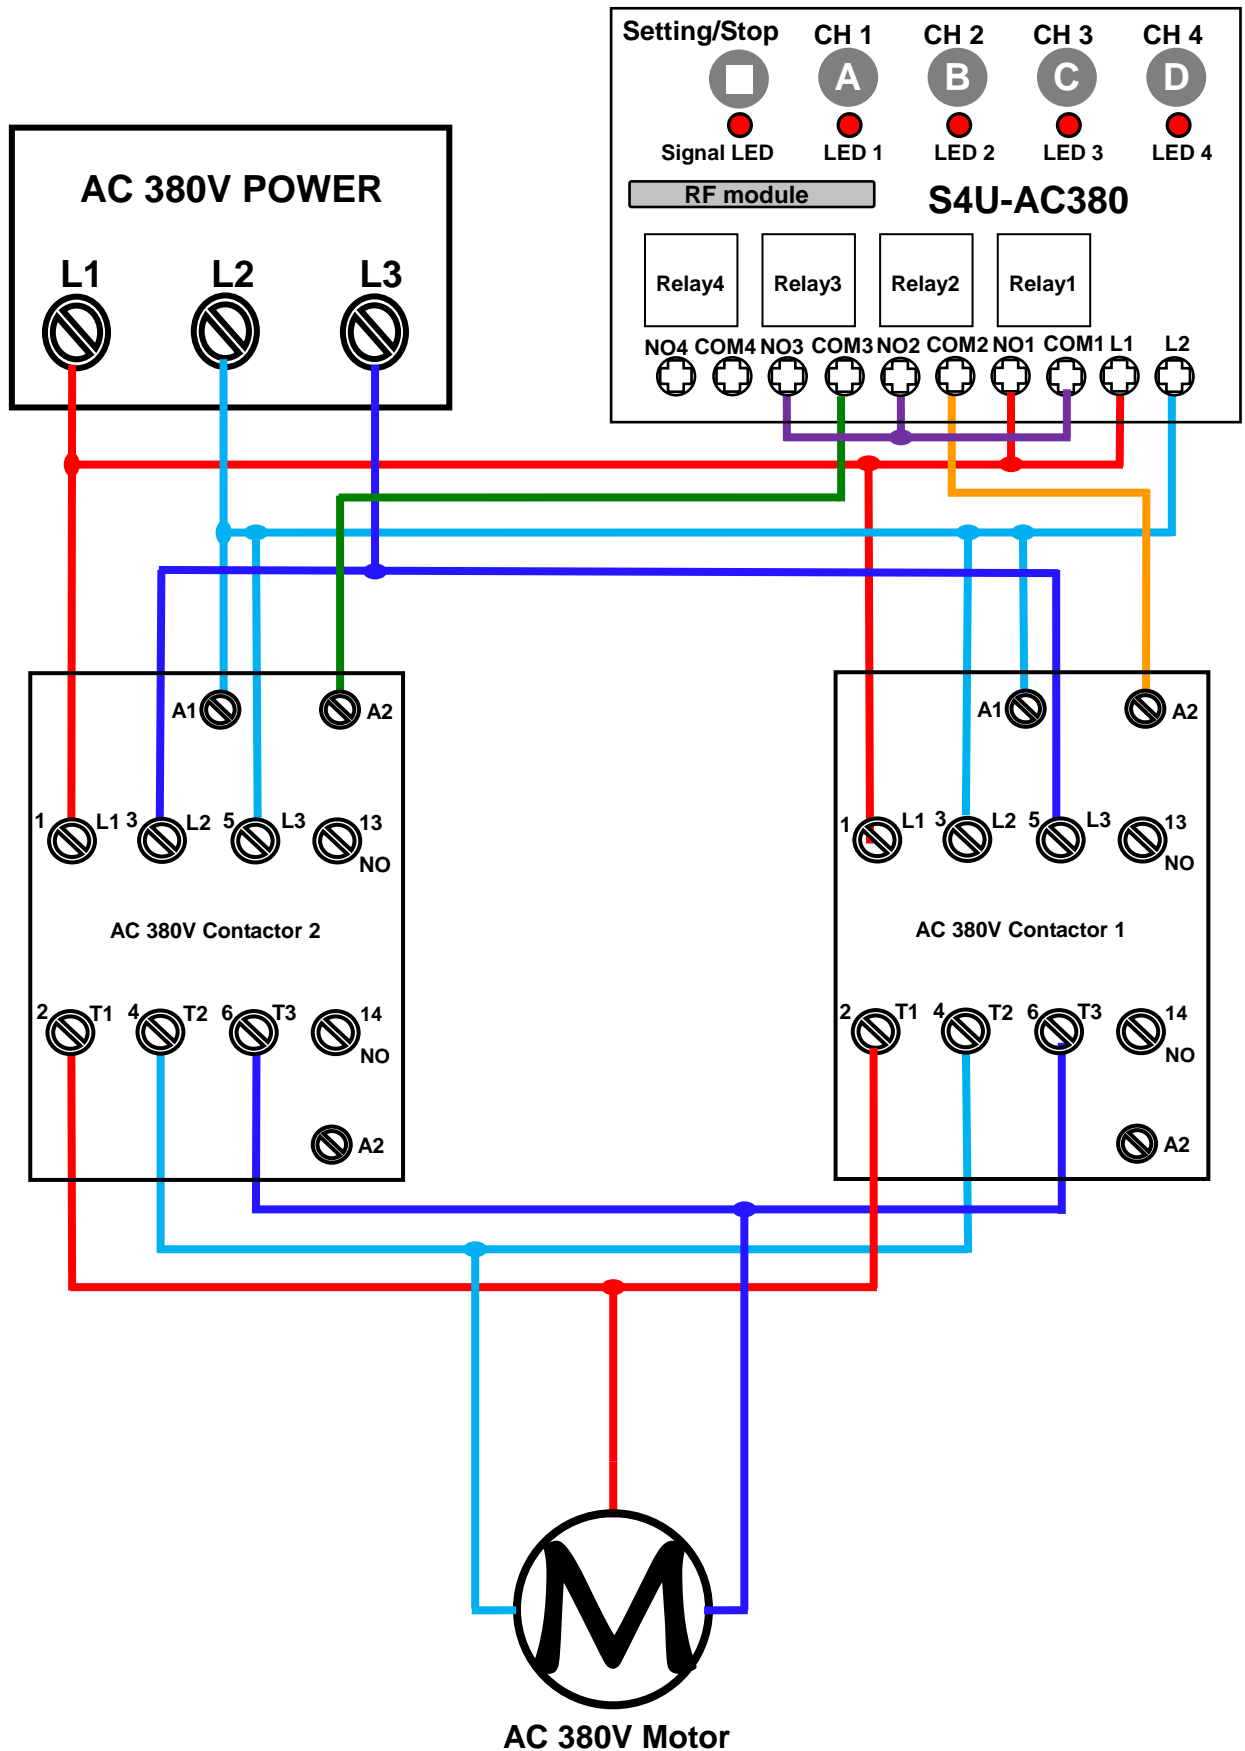 Setting/Stop CH 1 CH 2 CH 3 CH 4
A B C D
Signal LED LED 1 LED 2 LED 3 LED 4
RF module S4U-AC380
Relay4 Relay3 Relay2 Relay1
NO4 COM4 NO3 COM3 NO2 COM2 NO1 COM1 L1 L2
AC 380V POWER
L1 L2 L3
A1 A2
1 L1 3 L2 5 L3 13
NO
AC 380V Contactor 2
2 T1 4 T2 6 T3 14
NO
A2
A1 A2
1 L1 3 L2 5 L3 13
NO
AC 380V Contactor 1
2 T1 4 T2 6 T3 14
NO
A2
M
AC 380V Motor